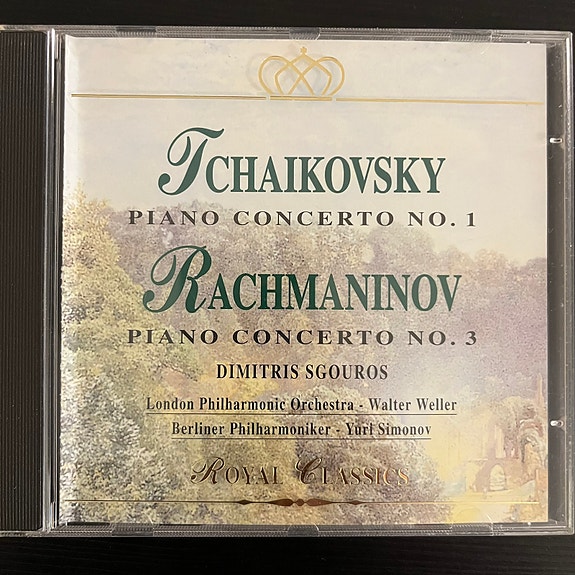 TCHAIKOVSKY
PIANO CONCERTO NO. 1
RACHMANINOV
PIANO CONCERTO NO. 3
DIMITRIS SGOUROS
London Philharmonic Orchestra - Walter Weller
Berliner Philharmoniker - Yuri Simonov
ROYAL CLASSICS